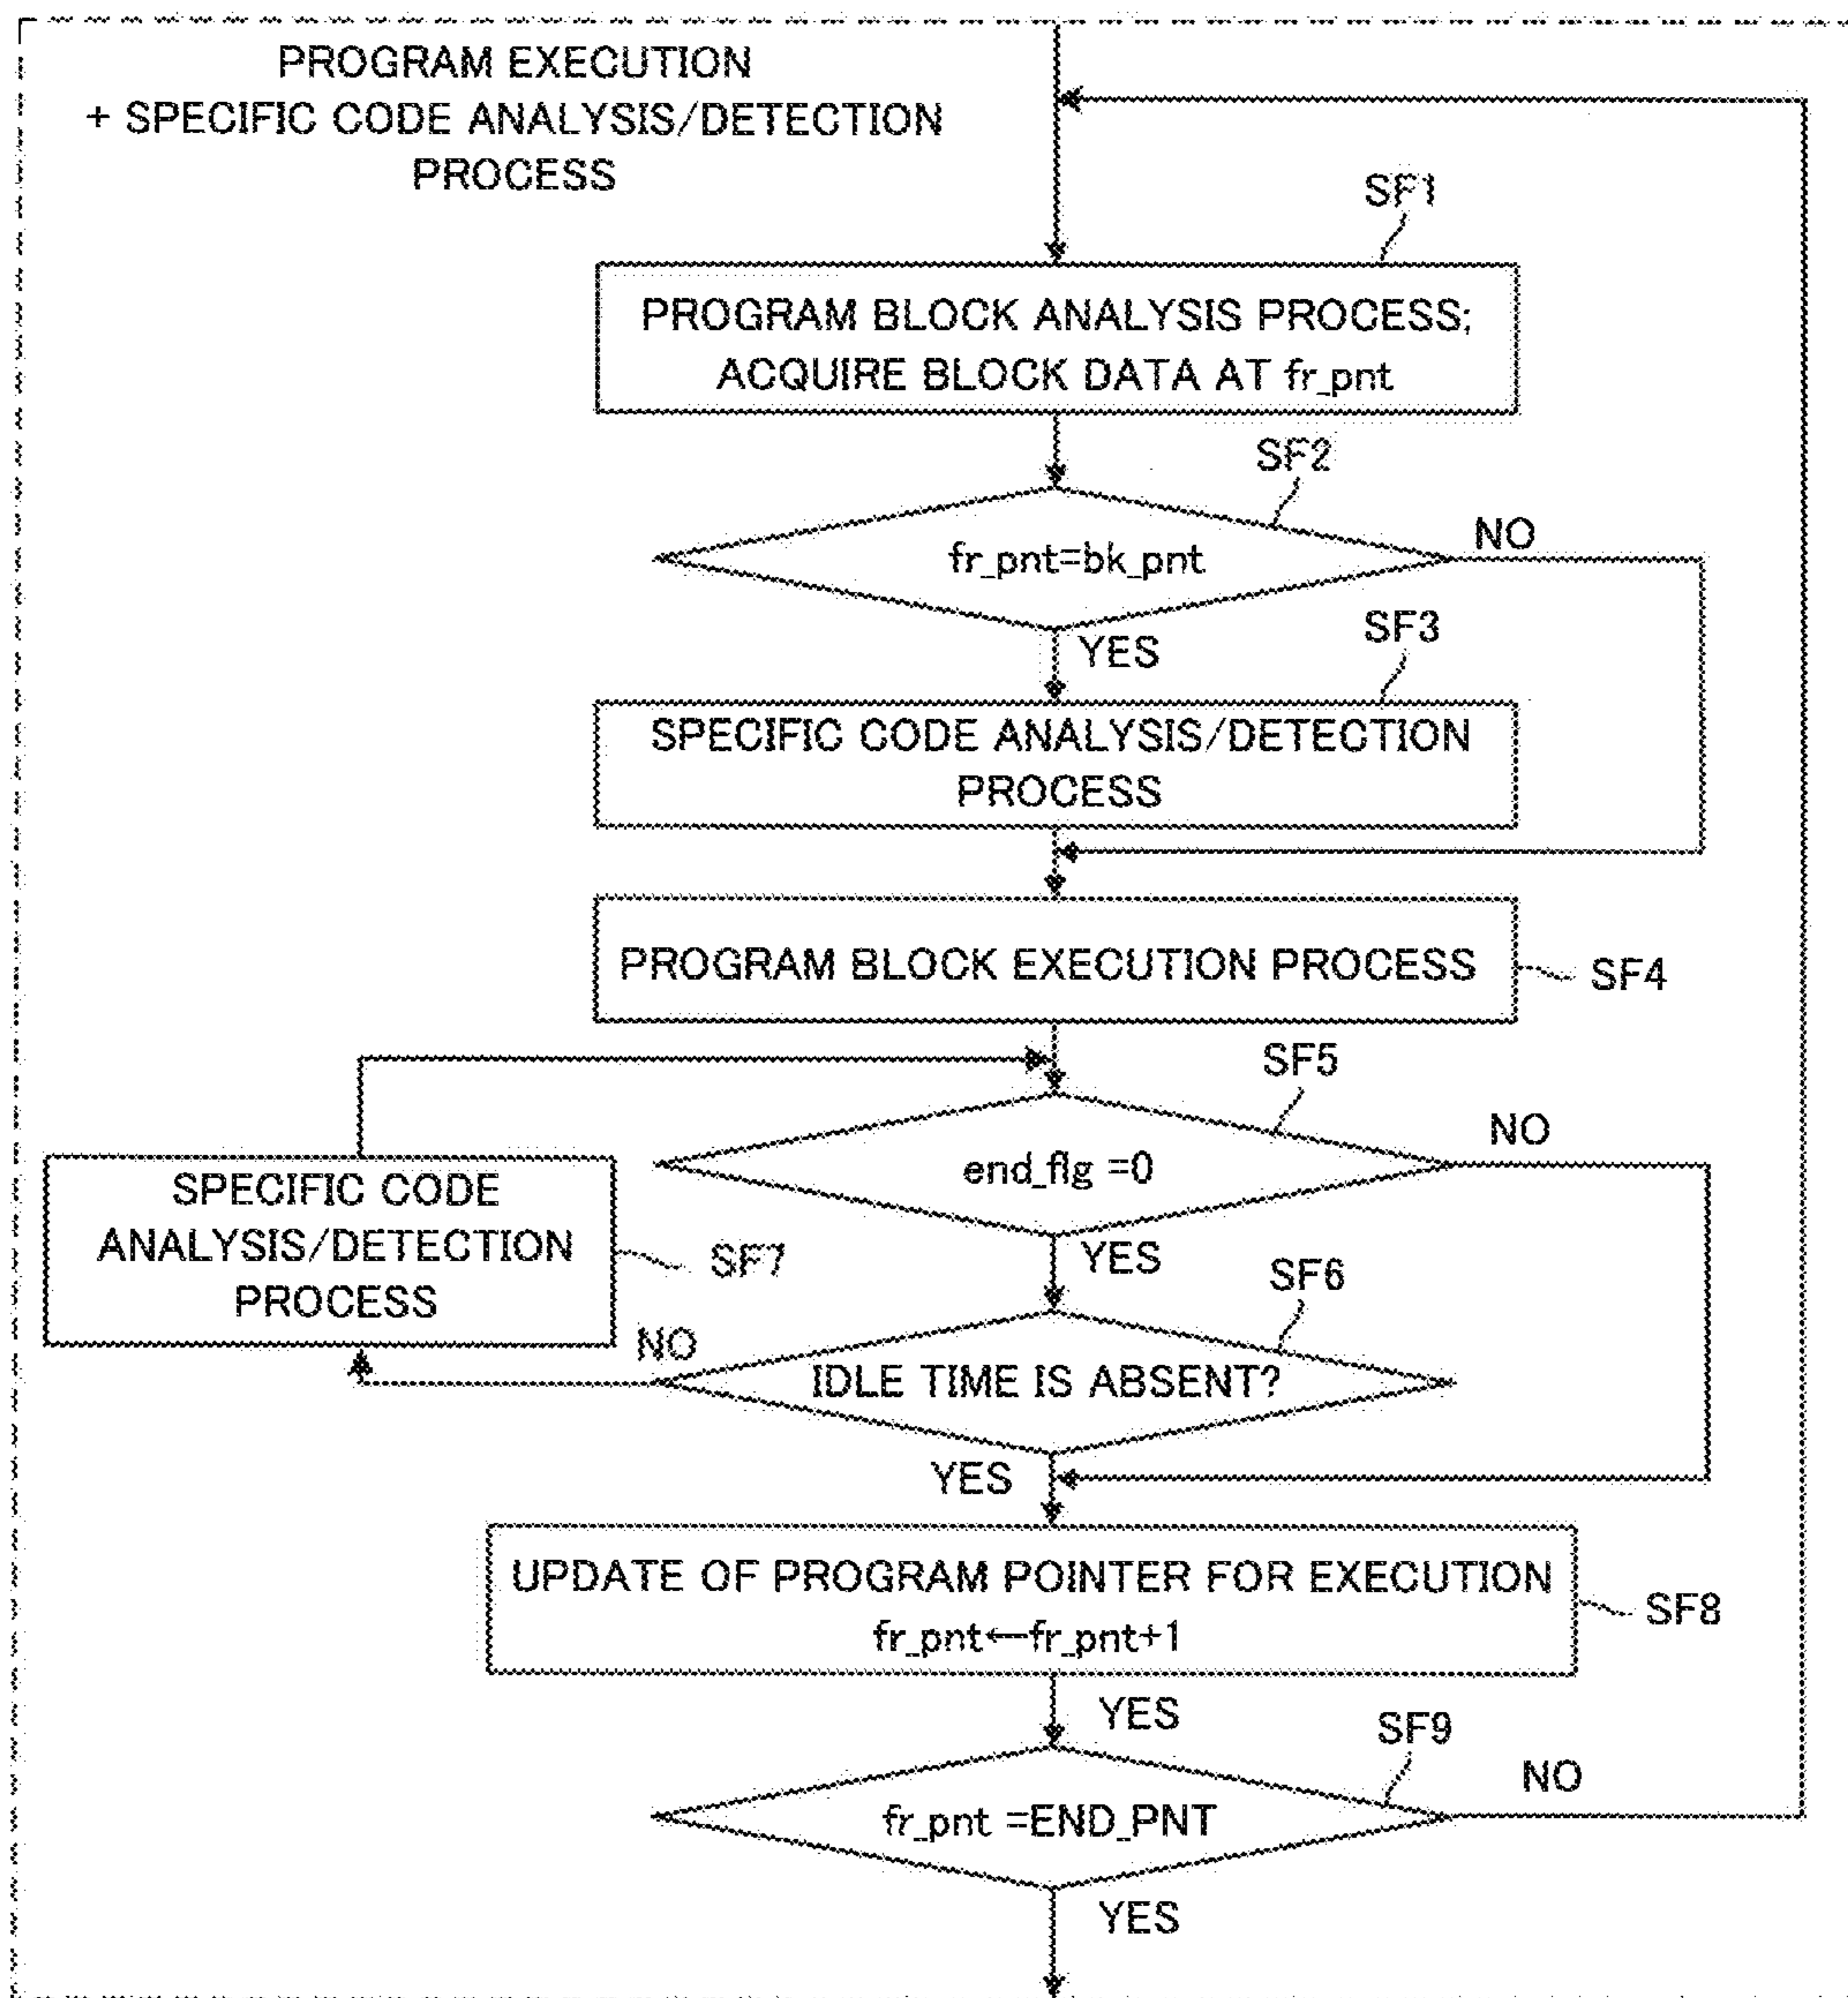 PROGRAM EXECUTION
+ SPECIFIC CODE ANALYSIS/DETECTION
PROCESS
SF1
PROGRAM BLOCK ANALYSIS PROCESS;
ACQUIRE BLOCK DATA AT fr_pnt
SF2
fr_pnt=bk_pnt
NO
YES
SF3
SPECIFIC CODE ANALYSIS/DETECTION
PROCESS
PROGRAM BLOCK EXECUTION PROCESS
SF4
SF5
end_flg =0
NO
YES
SPECIFIC CODE
ANALYSIS/DETECTION
PROCESS
SF7
SF6
NO
IDLE TIME IS ABSENT?
YES
UPDATE OF PROGRAM POINTER FOR EXECUTION
fr_pnt←fr_pnt+1
SF8
YES
SF9
fr_pnt =END_PNT
NO
YES